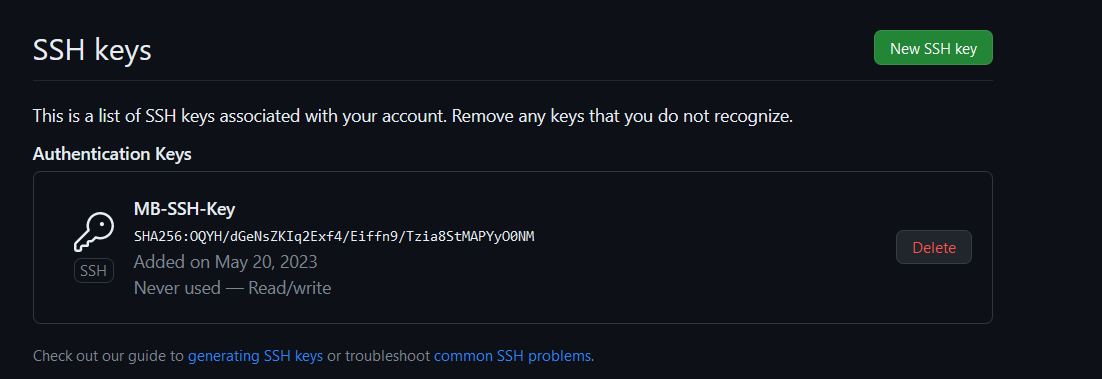 SSH keys
New SSH key
This is a list of SSH keys associated with your account. Remove any keys that you do not recognize.
Authentication Keys
MB-SSH-Key
SHA256:OQYH/dGeNsZKIq2Exf4/Eiffn9/Tzia8StMAPYyO0NM
SSH
Added on May 20, 2023
Never used — Read/write
Delete
Check out our guide to generating SSH keys or troubleshoot common SSH problems.